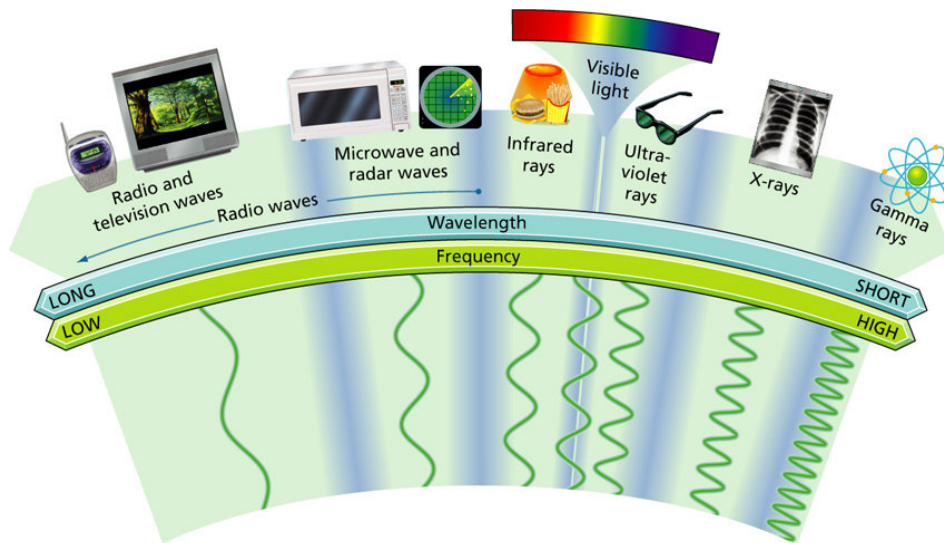 Visible
light
Radio and
television waves
Microwave and
radar waves
Infrared
rays
Ultra-
violet
rays
X-rays
Gamma
rays
Radio waves
Wavelength
LONG
SHORT
Frequency
LOW
HIGH